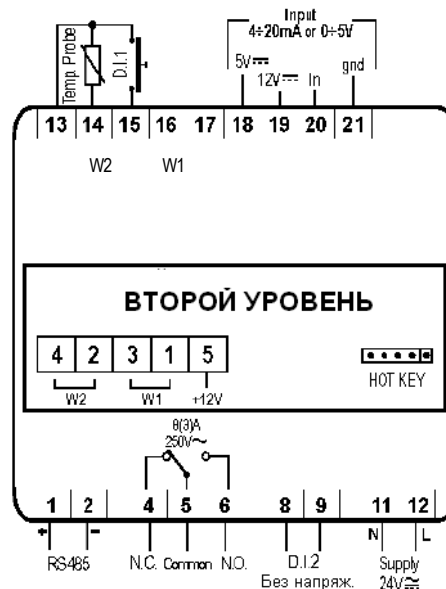 Input
4÷20mA or 0÷5V
Temp. Probe
D.I.1
5V⎓ 12V⎓ In gnd
13 14 15 16 17 18 19 20 21
W2 W1
ВТОРОЙ УРОВЕНЬ
4 2 3 1 5
HOT KEY
W2 W1 +12V
8(3)A
250V~
1 2 4 5 6 8 9 11 12
+ − N L
RS485 N.C. Common N.O. D.I.2 Supply
Без напряж. 24V≂